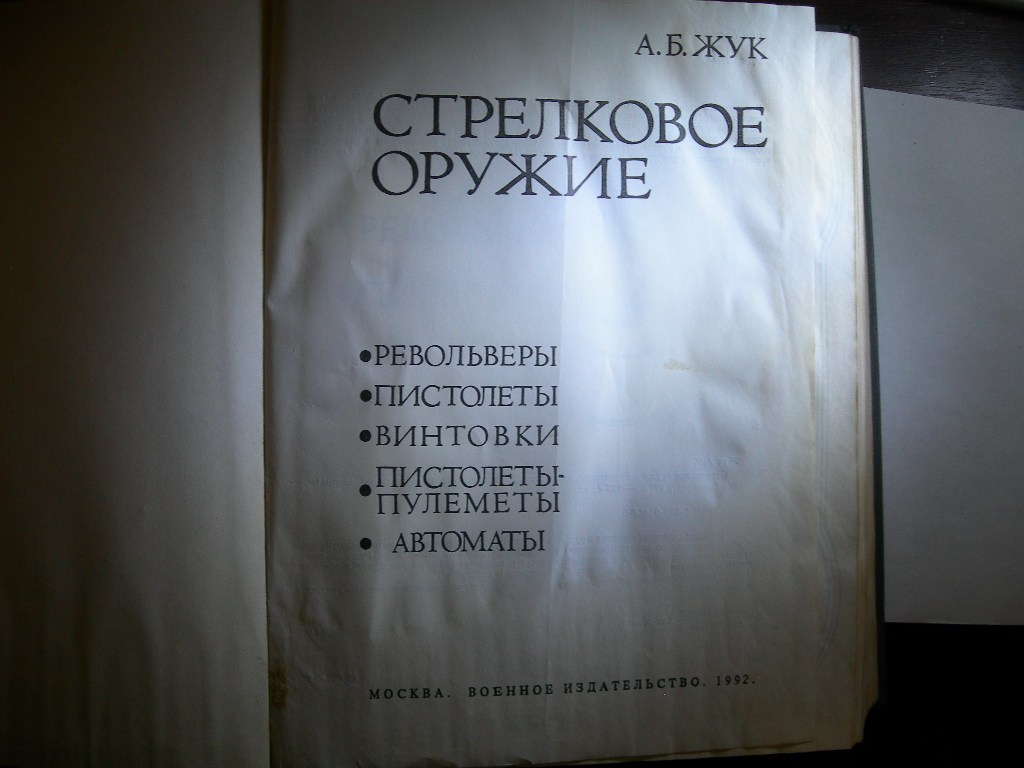 А. Б. ЖУК
СТРЕЛКОВОЕ
ОРУЖИЕ
•РЕВОЛЬВЕРЫ
•ПИСТОЛЕТЫ
•ВИНТОВКИ
•ПИСТОЛЕТЫ-
ПУЛЕМЕТЫ
• АВТОМАТЫ
МОСКВА. ВОЕННОЕ ИЗДАТЕЛЬСТВО. 1992.